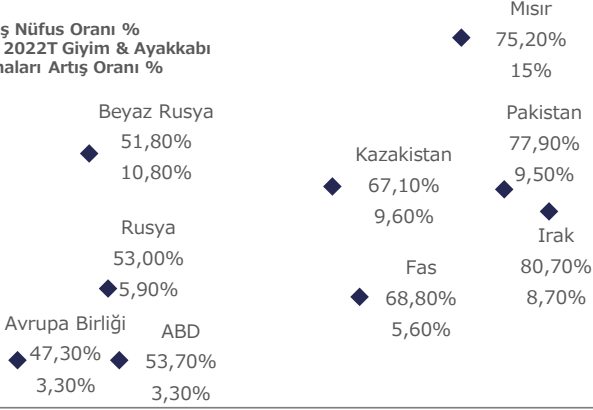 ş Nüfus Oranı %
2022T Giyim & Ayakkabı
maları Artış Oranı %
Mısır
75,20%
15%
Beyaz Rusya
51,80%
10,80%
Pakistan
77,90%
9,50%
Kazakistan
67,10%
9,60%
Irak
80,70%
8,70%
Rusya
53,00%
5,90%
Fas
68,80%
5,60%
Avrupa Birliği
47,30%
3,30%
ABD
53,70%
3,30%